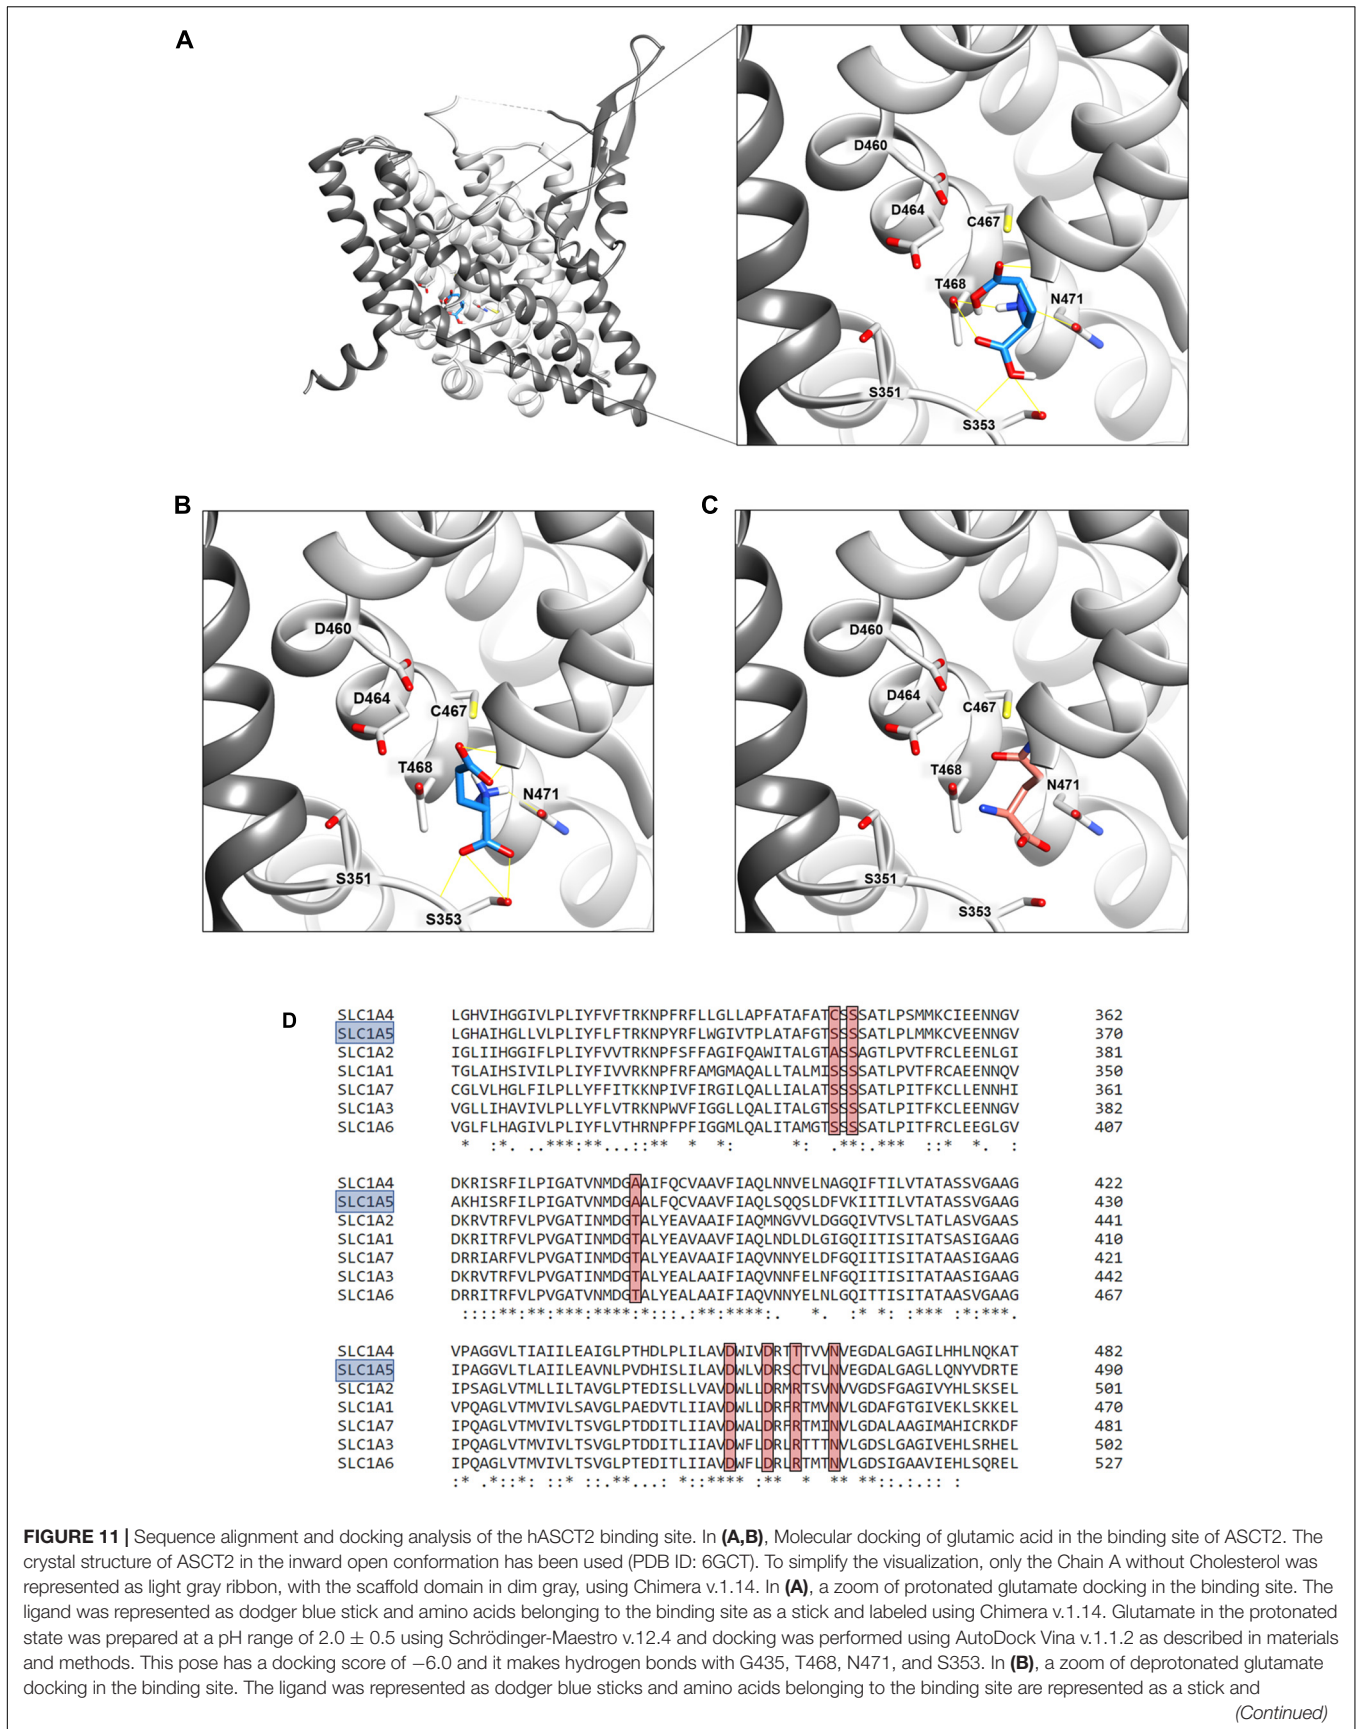 A
D460
D464
C467
T468
N471
S351
S353
B
D460
D464
C467
T468
N471
S351
S353
C
D460
D464
C467
T468
N471
S351
S353
D
SLC1A4 LGHVIHGGIVLPLIYFVFTRKNPFRFLLGLLAPFATAFATCSSSATLPSMMKCIEENNGV 362
SLC1A5 LGHAIHGLLVLPLIYFLFTRKNPYRFLWGIVTPLATAFGTSSSSATLPLMMKCVEENNGV 370
SLC1A2 IGLIIHGGIFLPLIYFVVTRKNPFSFFAGIFQAWITALGTASSAGTLPVTFRCLEENLGI 381
SLC1A1 TGLAIHSIVILPLIYFIVVRKNPFRFAMGMAQALLTALMISSSSATLPVTFRCAEENNQV 350
SLC1A7 CGLVLHGLFILPLLYFFITKKNPIVFIRGILQALLIALATSSSSATLPITFKCLLENNHI 361
SLC1A3 VGLLIHAVIVLPLLYFLVTRKNPWVFIGGLLQALITALGTSSSSATLPITFKCLEENNGV 382
SLC1A6 VGLFLHAGIVLPLIYFLVTHRNPFPFIGGMLQALITAMGTSSSSATLPITFRCLEEGLGV 407
* :*. ..***:**...::** * *: *: .**:.*** ::* *. :
SLC1A4 DKRISRFILPIGATVNMDGAAIFQCVAAVFIAQLNNVELNAGQIFTILVTATASSVGAAG 422
SLC1A5 AKHISRFILPIGATVNMDGAALFQCVAAVFIAQLSQQSLDFVKIITILVTATASSVGAAG 430
SLC1A2 DKRVTRFVLPVGATINMDGTALYEAVAAIFIAQMNGVVLDGGQIVTVSLTATLASVGAAS 441
SLC1A1 DKRITRFVLPVGATINMDGTALYEAVAAVFIAQLNDLDLGIGQIITISITATSASIGAAG 410
SLC1A7 DRRIARFVLPVGATINMDGTALYEAVAAIFIAQVNNYELDFGQIITISITATAASIGAAG 421
SLC1A3 DKRVTRFVLPVGATINMDGTALYEALAAIFIAQVNNFELNFGQIITISITATAASIGAAG 442
SLC1A6 DRRITRFVLPVGATINMDGTALYEALAAIFIAQVNNYELNLGQITTISITATAASVGAAG 467
::::**:**:***:****:*:::.:**:****:. *. :* *: :*** :*:***.
SLC1A4 VPAGGVLTIAIILEAIGLPTHDLPLILAVDWIVDRTTTVVNVEGDALGAGILHHLNQKAT 482
SLC1A5 IPAGGVLTLAIILEAVNLPVDHISLILAVDWLVDRSCTVLNVEGDALGAGLLQNYVDRTE 490
SLC1A2 IPSAGLVTMLLILTAVGLPTEDISLLVAVDWLLDRMRTSVNVVGDSFGAGIVYHLSKSEL 501
SLC1A1 VPQAGLVTMVIVLSAVGLPAEDVTLIIAVDWLLDRFRTMVNVLGDAFGTGIVEKLSKKEL 470
SLC1A7 IPQAGLVTMVIVLTSVGLPTDDITLIIAVDWALDRFRTMINVLGDALAAGIMAHICRKDF 481
SLC1A3 IPQAGLVTMVIVLTSVGLPTDDITLIIAVDWFLDRLRTTTNVLGDSLGAGIVEHLSRHEL 502
SLC1A6 IPQAGLVTMVIVLTSVGLPTEDITLIIAVDWFLDRLRTMTNVLGDSIGAAVIEHLSQREL 527
:* .*::*: ::* ::.**...: *::**** :** * ** **::.:.:: :
FIGURE 11 | Sequence alignment and docking analysis of the hASCT2 binding site. In (A,B), Molecular docking of glutamic acid in the binding site of ASCT2. The
crystal structure of ASCT2 in the inward open conformation has been used (PDB ID: 6GCT). To simplify the visualization, only the Chain A without Cholesterol was
represented as light gray ribbon, with the scaffold domain in dim gray, using Chimera v.1.14. In (A), a zoom of protonated glutamate docking in the binding site. The
ligand was represented as dodger blue stick and amino acids belonging to the binding site as a stick and labeled using Chimera v.1.14. Glutamate in the protonated
state was prepared at a pH range of 2.0 ± 0.5 using Schrödinger-Maestro v.12.4 and docking was performed using AutoDock Vina v.1.1.2 as described in materials
and methods. This pose has a docking score of −6.0 and it makes hydrogen bonds with G435, T468, N471, and S353. In (B), a zoom of deprotonated glutamate
docking in the binding site. The ligand was represented as dodger blue sticks and amino acids belonging to the binding site are represented as a stick and
(Continued)